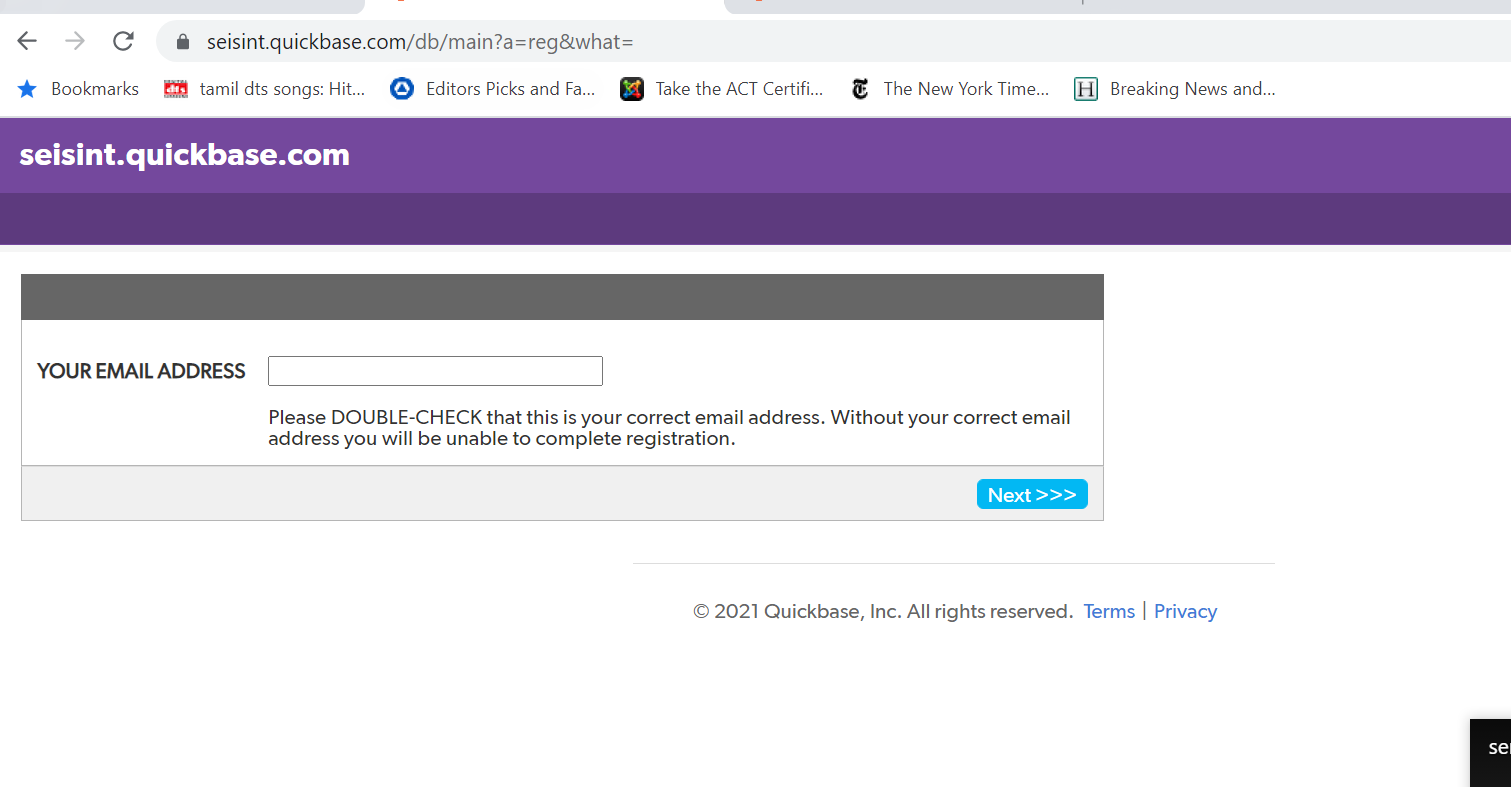 seisint.quickbase.com/db/main?a=reg&what=
Bookmarks tamil dts songs: Hit... Editors Picks and Fa... Take the ACT Certifi... The New York Time... Breaking News and...
seisint.quickbase.com
YOUR EMAIL ADDRESS
Please DOUBLE-CHECK that this is your correct email address. Without your correct email
address you will be unable to complete registration.
Next >>>
© 2021 Quickbase, Inc. All rights reserved. Terms | Privacy